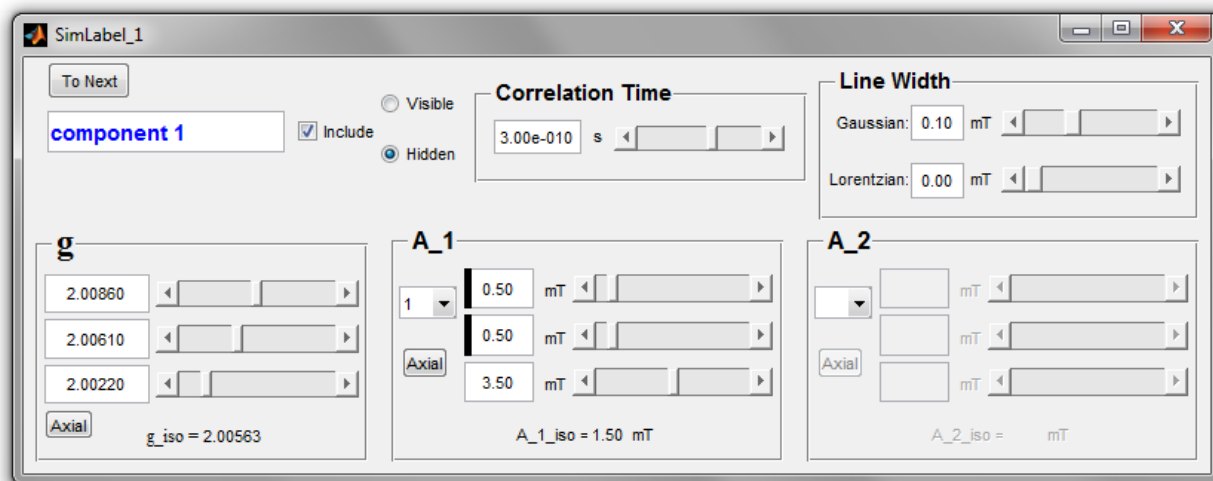 SimLabel_1
To Next
component 1
Include
Visible
Hidden
Correlation Time
3.00e-010 s
Line Width
Gaussian: 0.10 mT
Lorentzian: 0.00 mT
g
2.00860
2.00610
2.00220
Axial
g_iso = 2.00563
A_1
1
0.50 mT
0.50 mT
3.50 mT
Axial
A_1_iso = 1.50 mT
A_2
mT
mT
mT
Axial
A_2_iso = mT